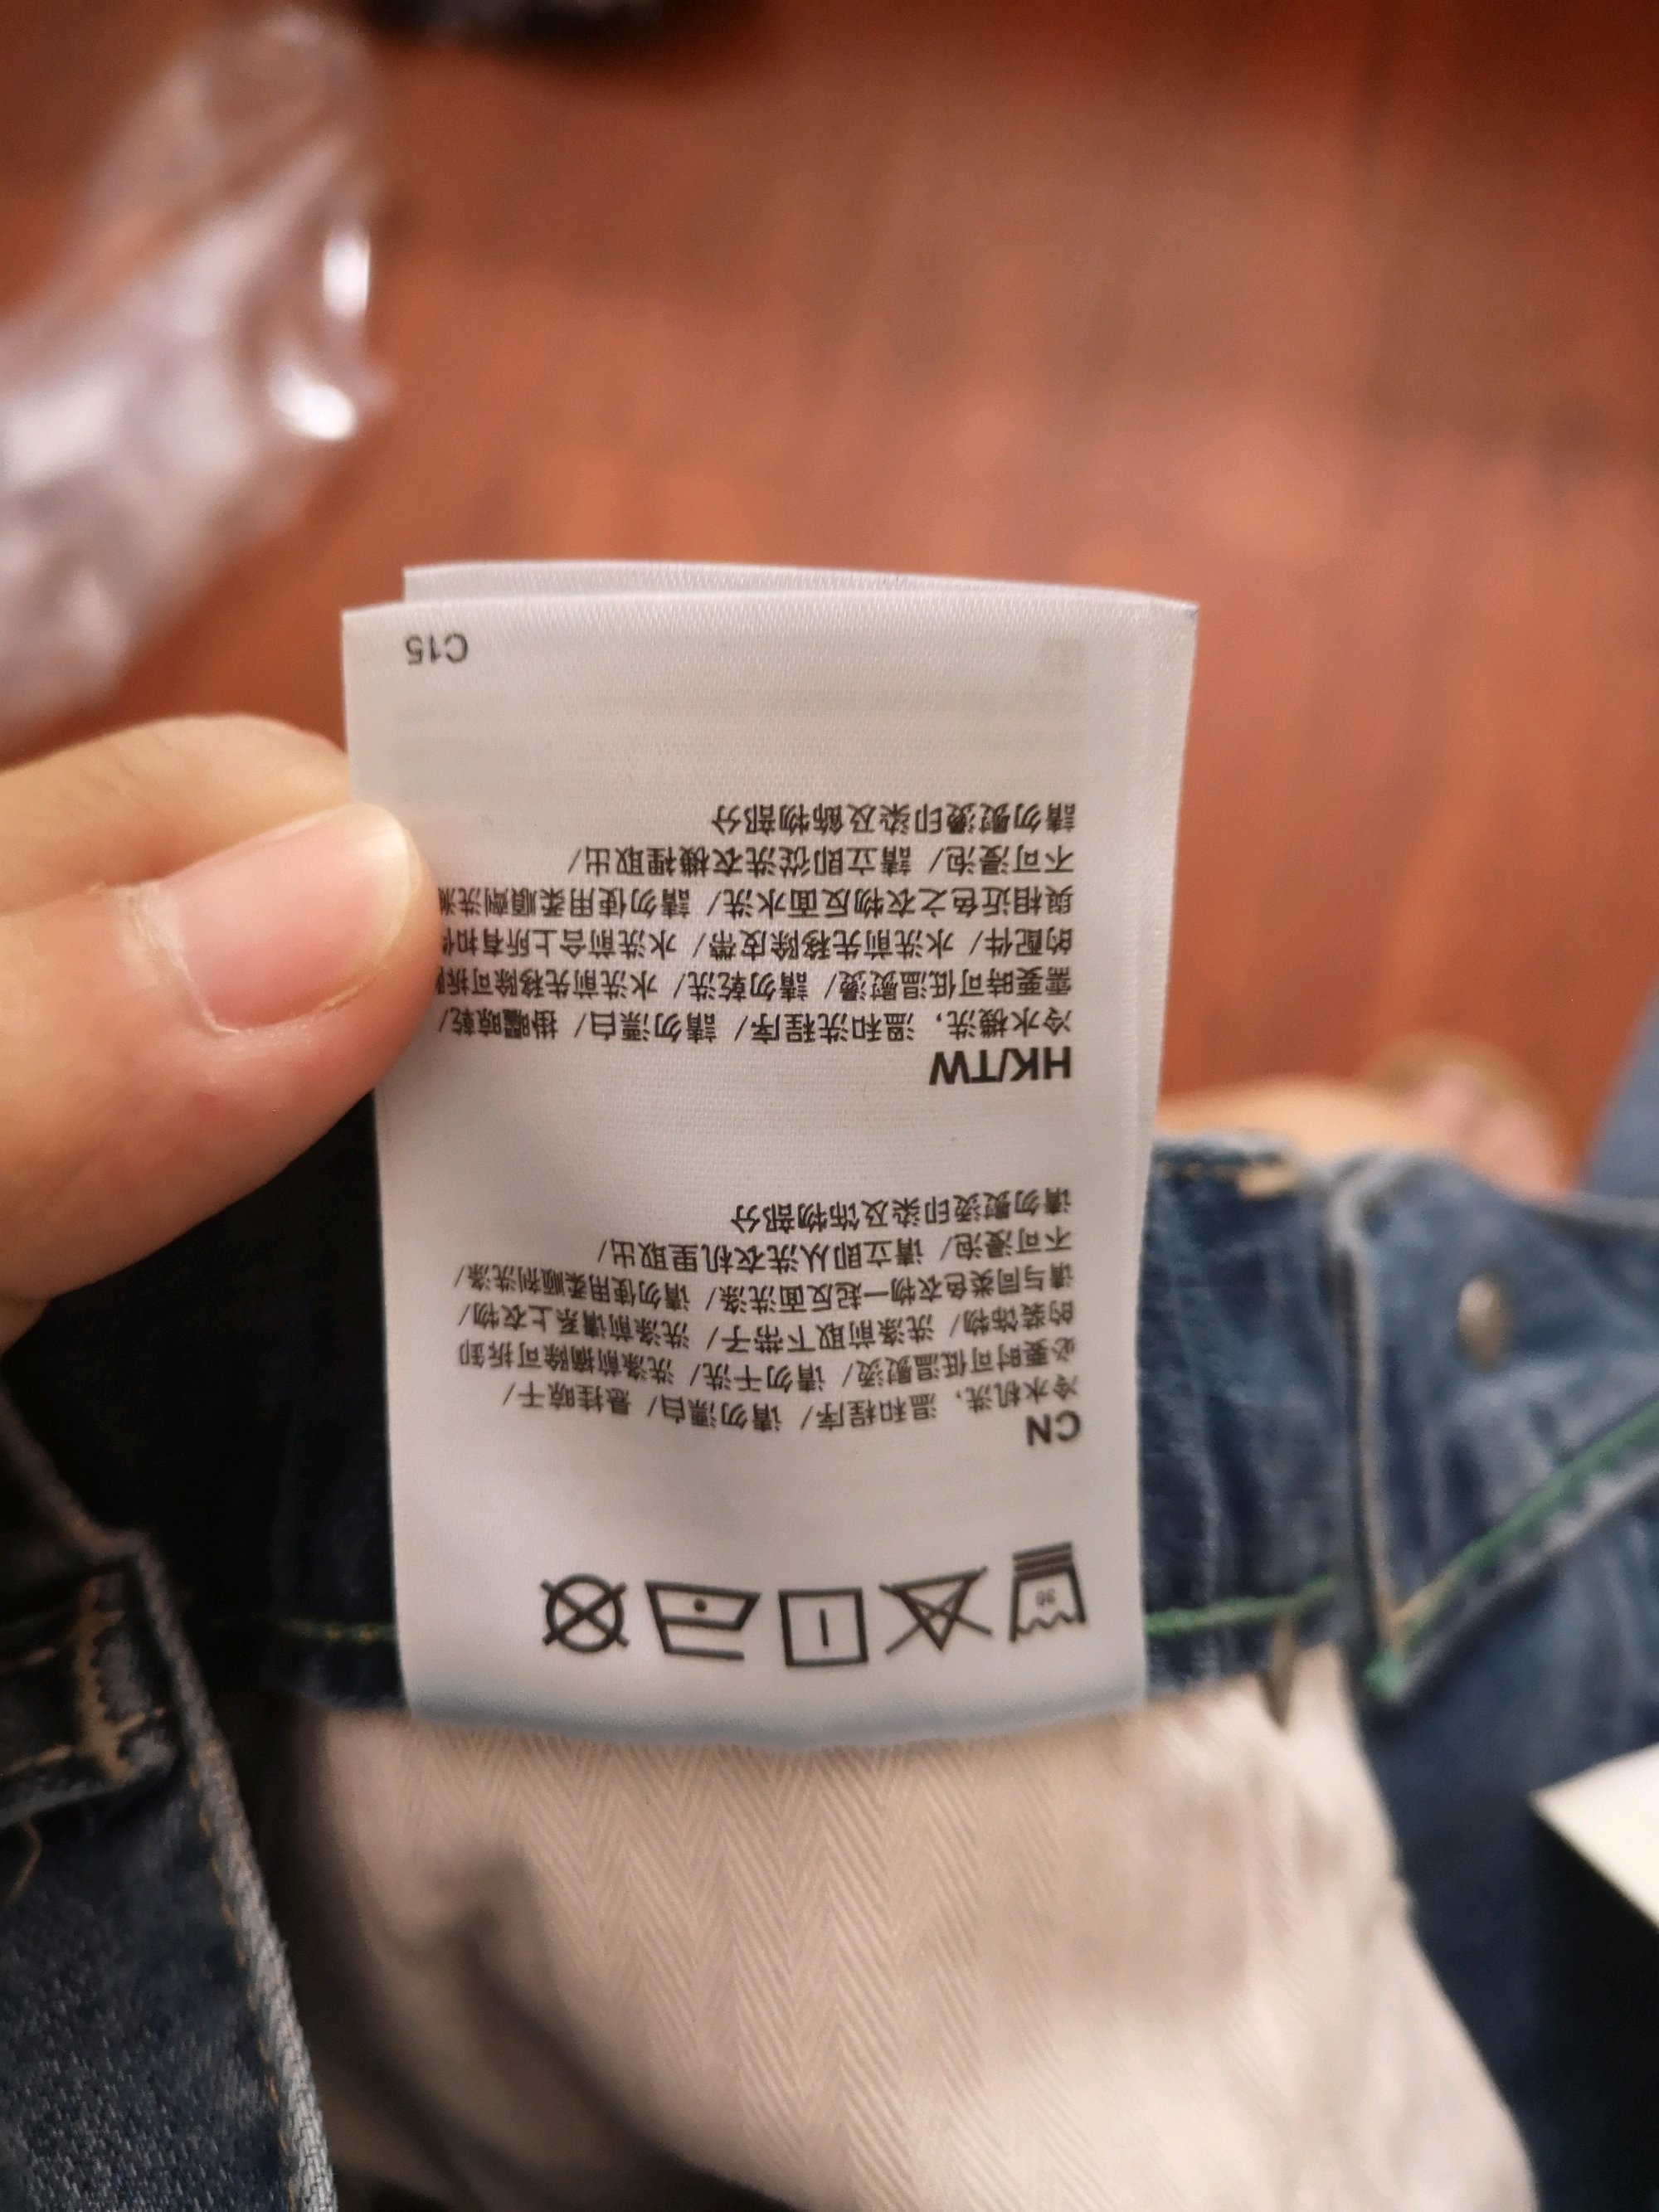 30
CN
冷水机洗，温和程序/ 请勿漂白/ 悬挂晾干/
必要时可低温熨烫/ 请勿干洗/ 洗涤前摘除可拆卸
的装饰物/ 洗涤前取下带子/ 洗涤前请系上衣物/
请与同类色衣物一起反面洗涤/ 请勿使用柔顺剂洗涤/
不可浸泡/ 请立即从洗衣机里取出/
请勿熨烫印染及饰物部分
HK/TW
冷水機洗，溫和洗程序/ 請勿漂白/ 掛曬晾乾/
需要時可低溫熨燙/ 請勿乾洗/ 水洗前先移除可拆
的配件/ 水洗前先移除皮帶/ 水洗前合上所有扣
與相近色之衣物反面水洗/ 請勿使用柔順劑洗
不可浸泡/ 請立即從洗衣機裡取出/
請勿熨燙印染及飾物部分
C15